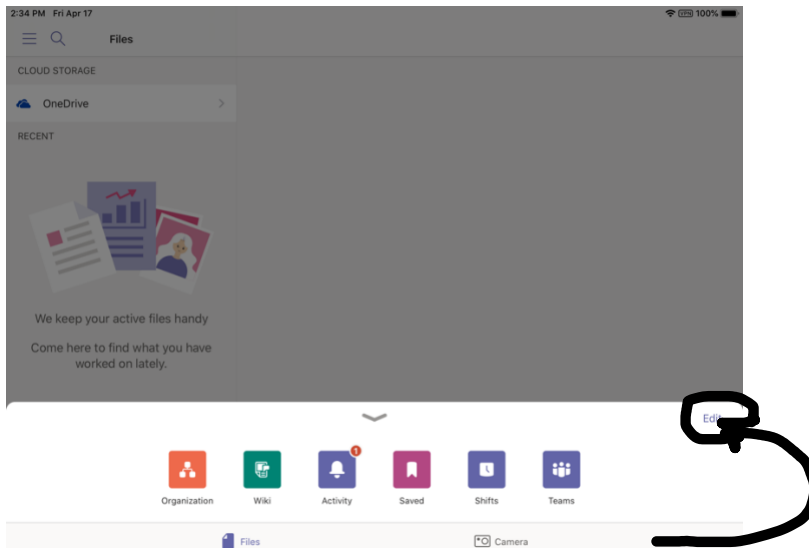 2:34 PM Fri Apr 17
VPN 100%
Files
CLOUD STORAGE
OneDrive
RECENT
We keep your active files handy
Come here to find what you have
worked on lately.
Edit
1
Organization Wiki Activity Saved Shifts Teams
Files Camera